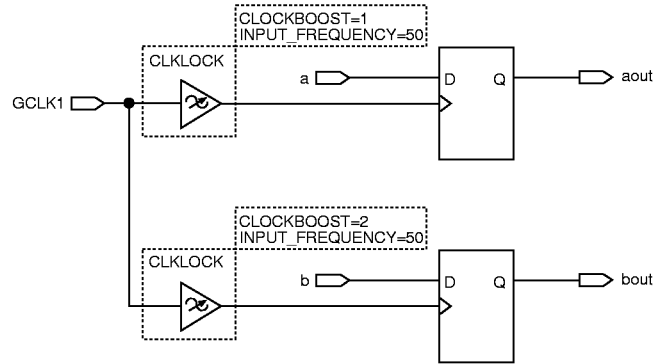 CLOCKBOOST=1
INPUT_FREQUENCY=50
CLKLOCK
a
D
Q
aout
GCLK1
CLOCKBOOST=2
INPUT_FREQUENCY=50
CLKLOCK
b
D
Q
bout